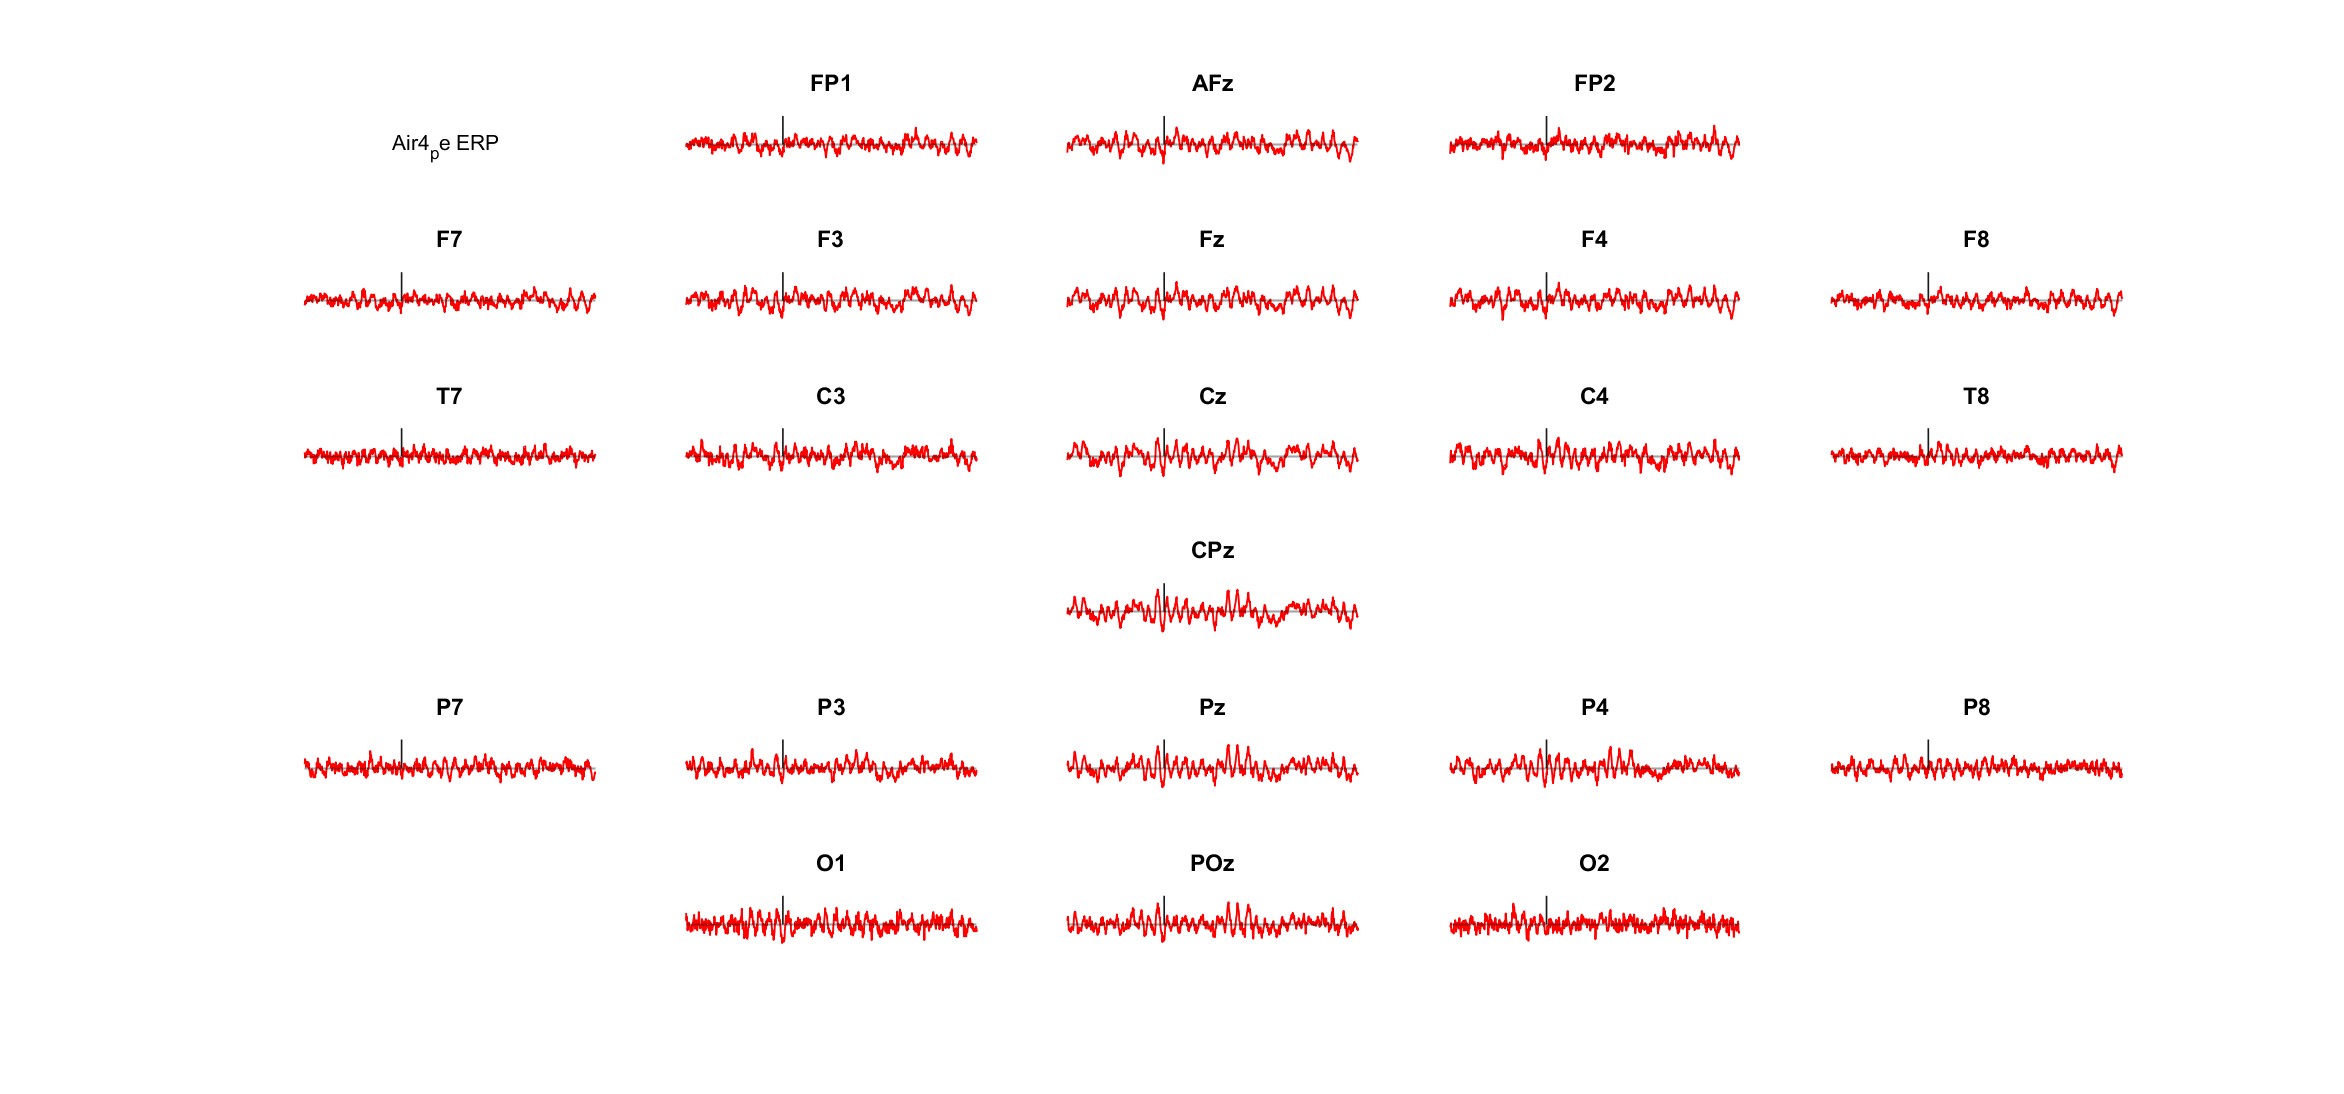 FP1 AFz FP2
Air4pe ERP
F7 F3 Fz F4 F8
T7 C3 Cz C4 T8
CPz
P7 P3 Pz P4 P8
O1 POz O2